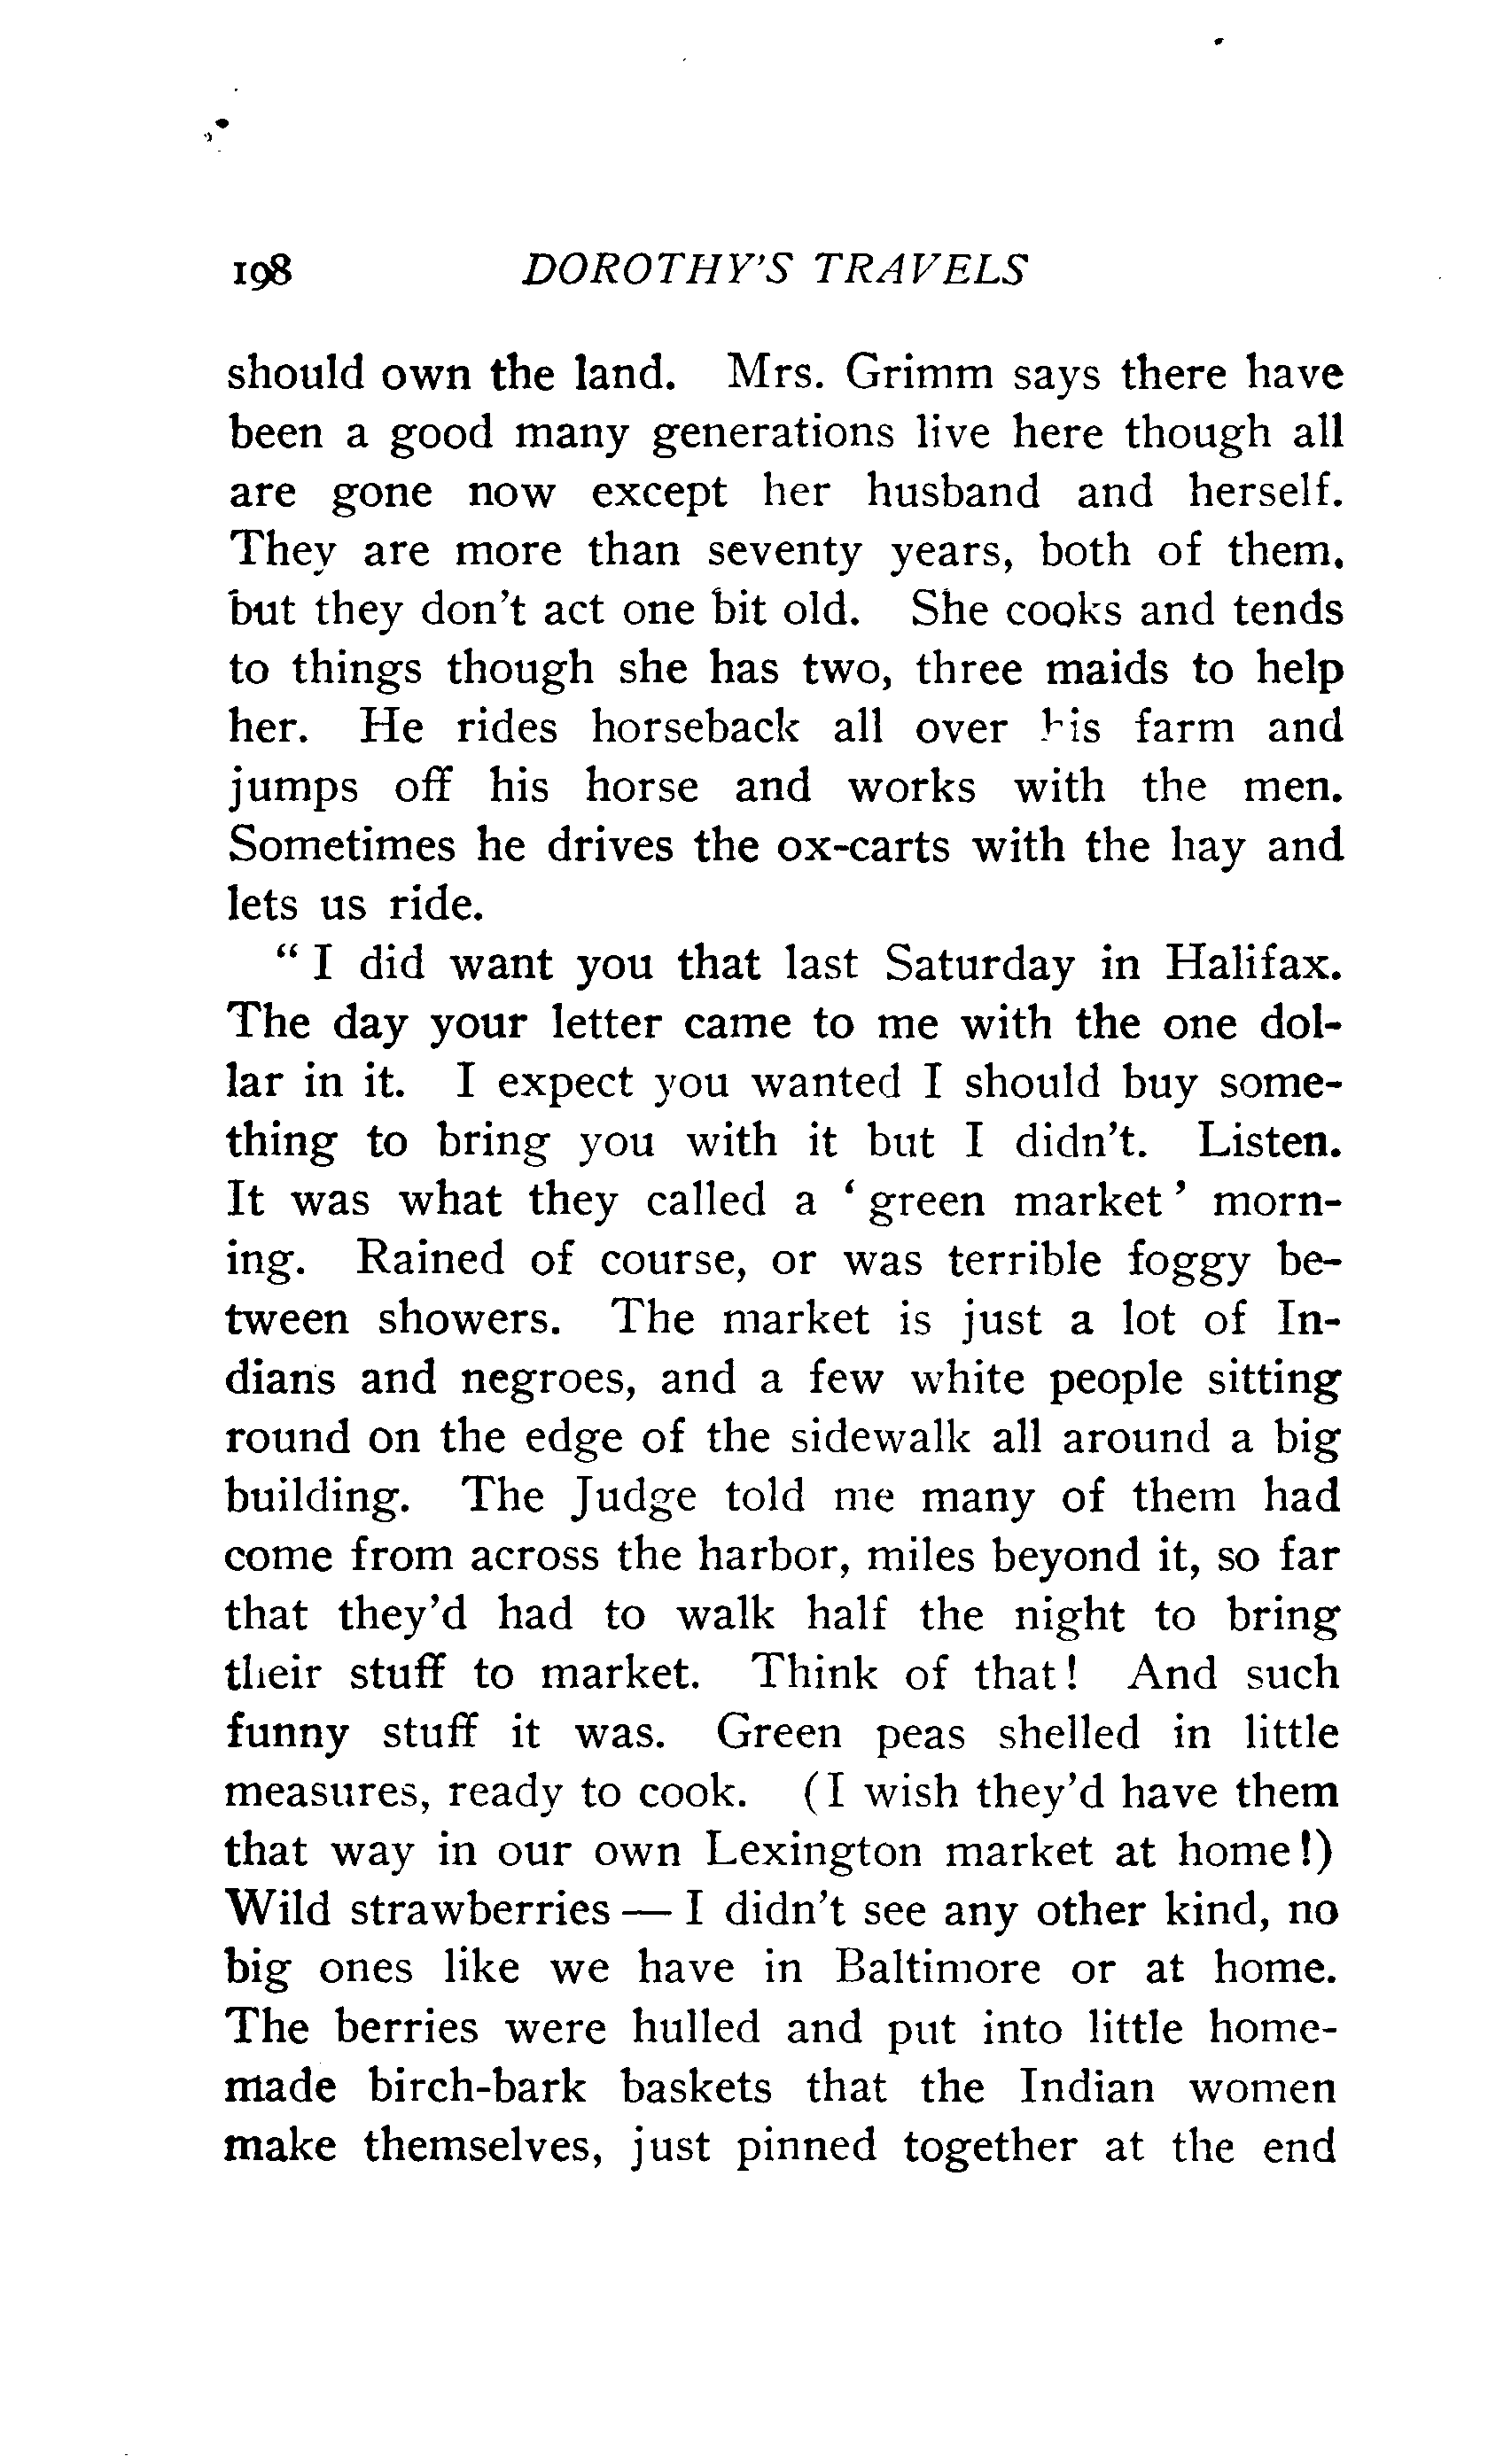 198 DOROTHY'S TRAVELS
should own the land. Mrs. Grimm says there have
been a good many generations live here though all
are gone now except her husband and herself.
They are more than seventy years, both of them,
but they don't act one bit old. She cooks and tends
to things though she has two, three maids to help
her. He rides horseback all over his farm and
jumps off his horse and works with the men.
Sometimes he drives the ox-carts with the hay and
lets us ride.
" I did want you that last Saturday in Halifax.
The day your letter came to me with the one dol-
lar in it. I expect you wanted I should buy some-
thing to bring you with it but I didn't. Listen.
It was what they called a ' green market ' morn-
ing. Rained of course, or was terrible foggy be-
tween showers. The market is just a lot of In-
dians and negroes, and a few white people sitting
round on the edge of the sidewalk all around a big
building. The Judge told me many of them had
come from across the harbor, miles beyond it, so far
that they'd had to walk half the night to bring
their stuff to market. Think of that! And such
funny stuff it was. Green peas shelled in little
measures, ready to cook. (I wish they'd have them
that way in our own Lexington market at home!)
Wild strawberries — I didn't see any other kind, no
big ones like we have in Baltimore or at home.
The berries were hulled and put into little home-
made birch-bark baskets that the Indian women
make themselves, just pinned together at the end